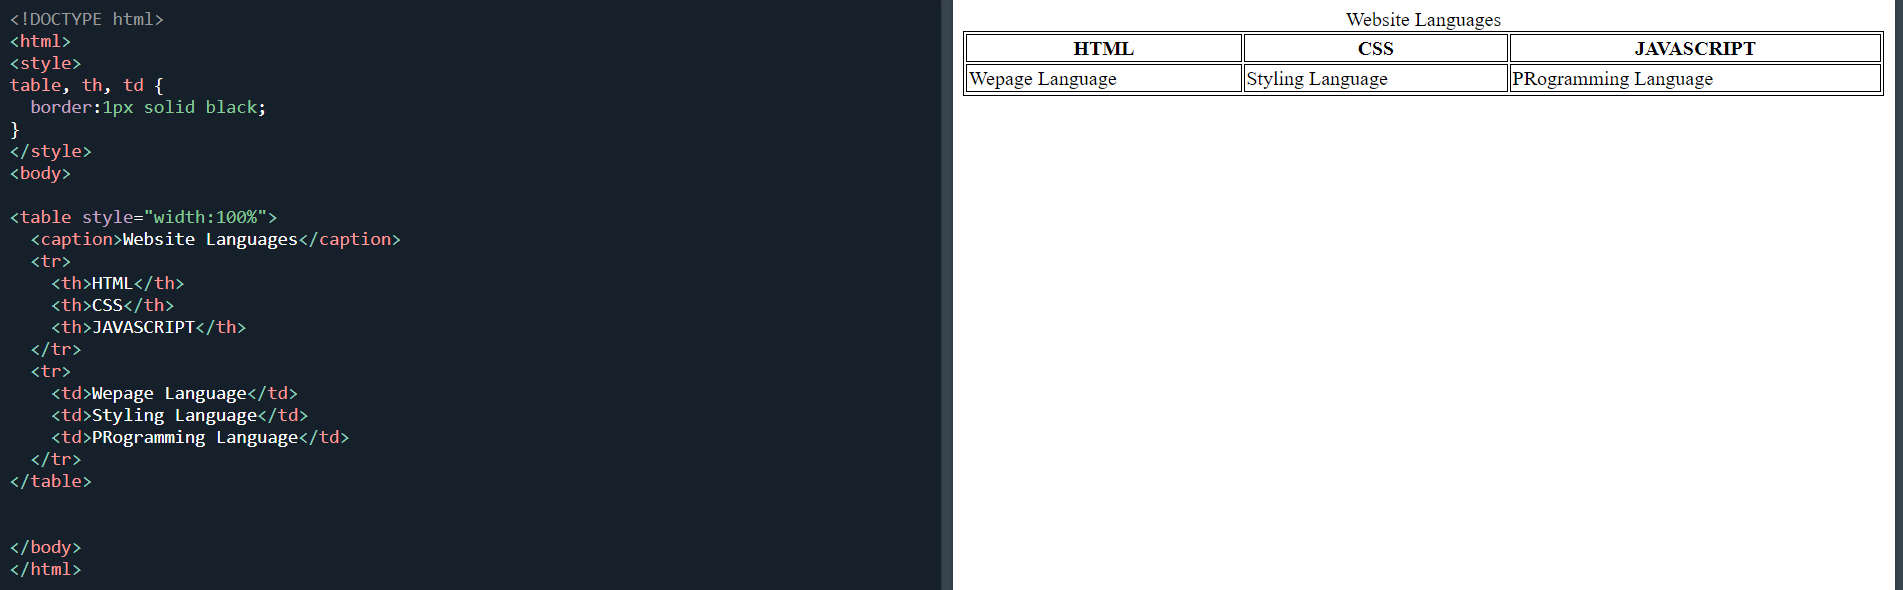 <!DOCTYPE html>
<html>
<style>
table, th, td {
  border:1px solid black;
}
</style>
<body>

<table style="width:100%">
  <caption>Website Languages</caption>
  <tr>
    <th>HTML</th>
    <th>CSS</th>
    <th>JAVASCRIPT</th>
  </tr>
  <tr>
    <td>Wepage Language</td>
    <td>Styling Language</td>
    <td>PRogramming Language</td>
  </tr>
</table>


</body>
</html>
Website Languages
HTML CSS JAVASCRIPT
Wepage Language Styling Language PRogramming Language